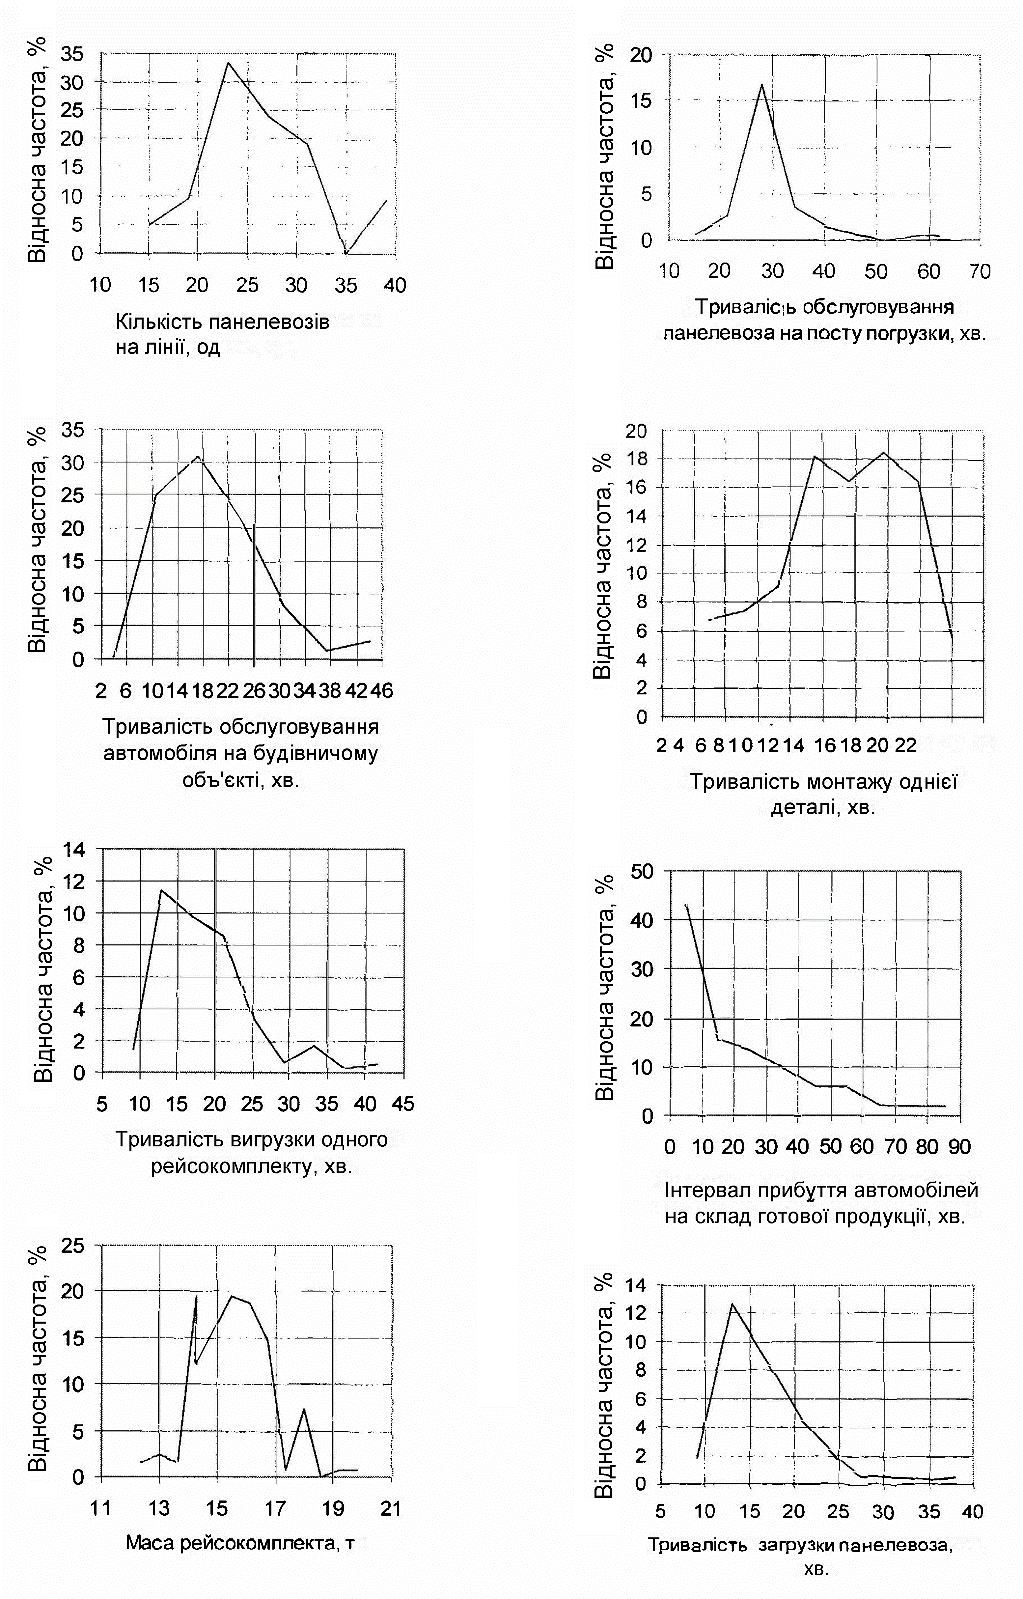 Відносна частота, %
35
30
25
20
15
10
5
0
10 15 20 25 30 35 40
Кількість панелевозів
на лінії, од
Відносна частота, %
20
15
10
5
0
10 20 30 40 50 60 70
Тривалість обслуговування
панелевоза на посту погрузки, хв.
Відносна частота, %
35
30
25
20
15
10
5
0
2 6 10 14 18 22 26 30 34 38 42 46
Тривалість обслуговування
автомобіля на будівничому
объ'єкті, хв.
Відносна частота, %
20
18
16
14
12
10
8
6
4
2
0
2 4 6 8 10 12 14 16 18 20 22
Тривалість монтажу однієї
деталі, хв.
Відносна частота, %
14
12
10
8
6
4
2
0
5 10 15 20 25 30 35 40 45
Тривалість вигрузки одного
рейсокомплекту, хв.
Відносна частота, %
50
40
30
20
10
0
0 10 20 30 40 50 60 70 80 90
Інтервал прибуття автомобілей
на склад готової продукції, хв.
Відносна частота, %
25
20
15
10
5
0
11 13 15 17 19 21
Маса рейсокомплекта, т
Відносна частота, %
14
12
10
8
6
4
2
0
5 10 15 20 25 30 35 40
Тривалість загрузки панелевоза,
хв.